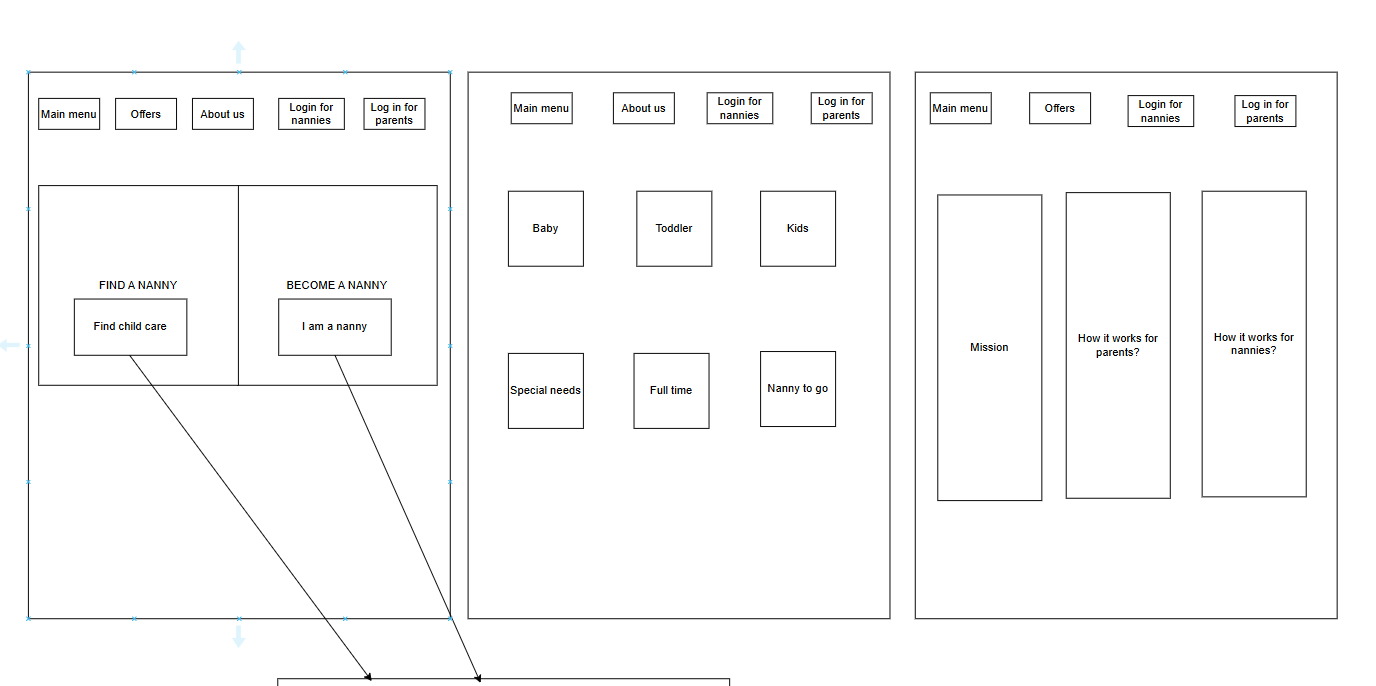 Main menu
Offers
About us
Login for
nannies
Log in for
parents
FIND A NANNY
Find child care
BECOME A NANNY
I am a nanny
Main menu
About us
Login for
nannies
Log in for
parents
Baby
Toddler
Kids
Special needs
Full time
Nanny to go
Main menu
Offers
Login for
nannies
Log in for
parents
Mission
How it works for
parents?
How it works for
nannies?